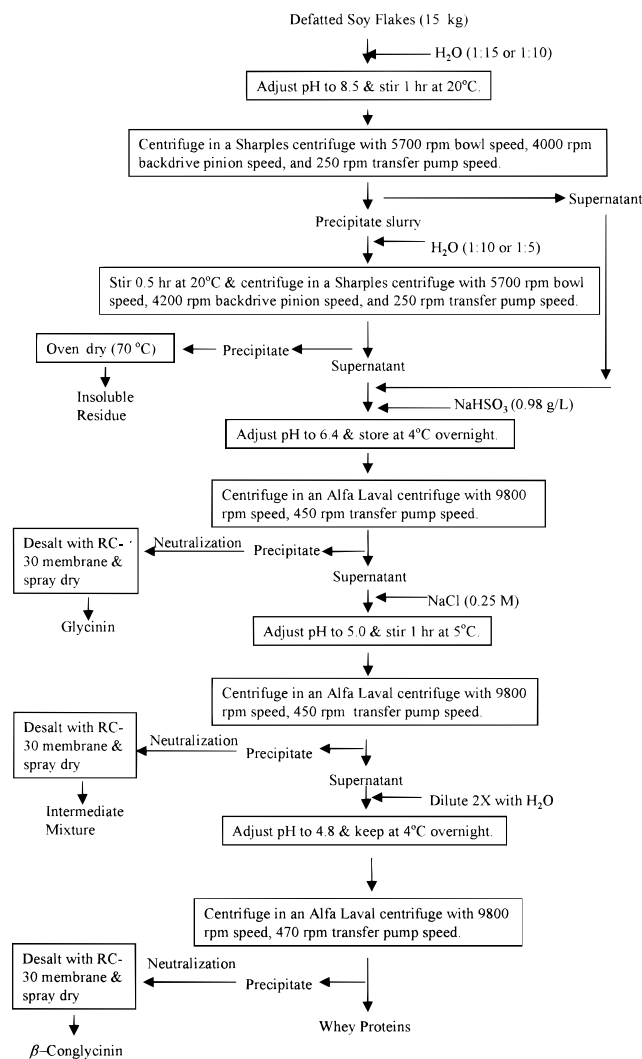 Defatted Soy Flakes (15 kg)
H₂O (1:15 or 1:10)
Adjust pH to 8.5 & stir 1 hr at 20°C.
Centrifuge in a Sharples centrifuge with 5700 rpm bowl speed, 4000 rpm
backdrive pinion speed, and 250 rpm transfer pump speed.
Supernatant
Precipitate slurry
H₂O (1:10 or 1:5)
Stir 0.5 hr at 20°C & centrifuge in a Sharples centrifuge with 5700 rpm bowl
speed, 4200 rpm backdrive pinion speed, and 250 rpm transfer pump speed.
Oven dry (70 °C)
Precipitate
Supernatant
Insoluble
Residue
NaHSO₃ (0.98 g/L)
Adjust pH to 6.4 & store at 4°C overnight.
Centrifuge in an Alfa Laval centrifuge with 9800
rpm speed, 450 rpm transfer pump speed.
Desalt with RC-
30 membrane &
spray dry
Neutralization
Precipitate
Supernatant
Glycinin
NaCl (0.25 M)
Adjust pH to 5.0 & stir 1 hr at 5°C.
Centrifuge in an Alfa Laval centrifuge with 9800
rpm speed, 450 rpm transfer pump speed.
Desalt with RC-
30 membrane &
spray dry
Neutralization
Precipitate
Supernatant
Intermediate
Mixture
Dilute 2X with H₂O
Adjust pH to 4.8 & keep at 4°C overnight.
Centrifuge in an Alfa Laval centrifuge with 9800
rpm speed, 470 rpm transfer pump speed.
Desalt with RC-
30 membrane &
spray dry
Neutralization
Precipitate
Whey Proteins
β–Conglycinin